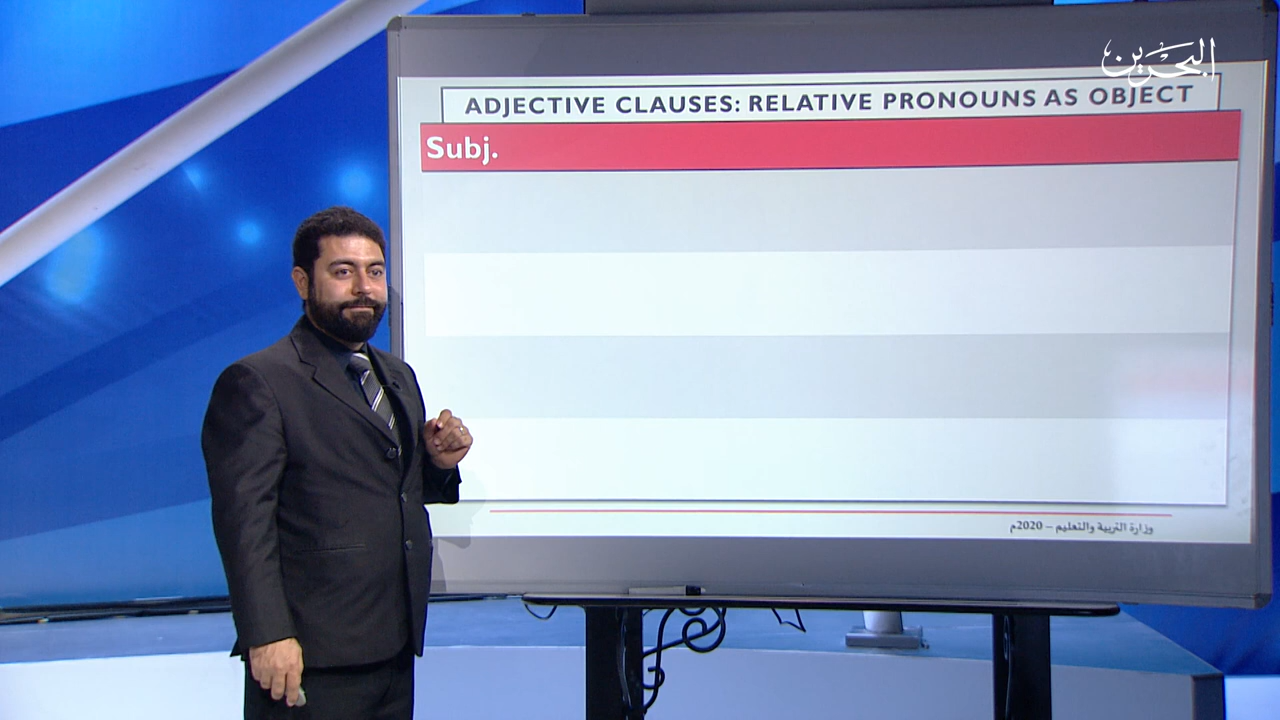 البحرين
ADJECTIVE CLAUSES: RELATIVE PRONOUNS AS OBJECT
Subj.
وزارة التربية والتعليم – 2020م